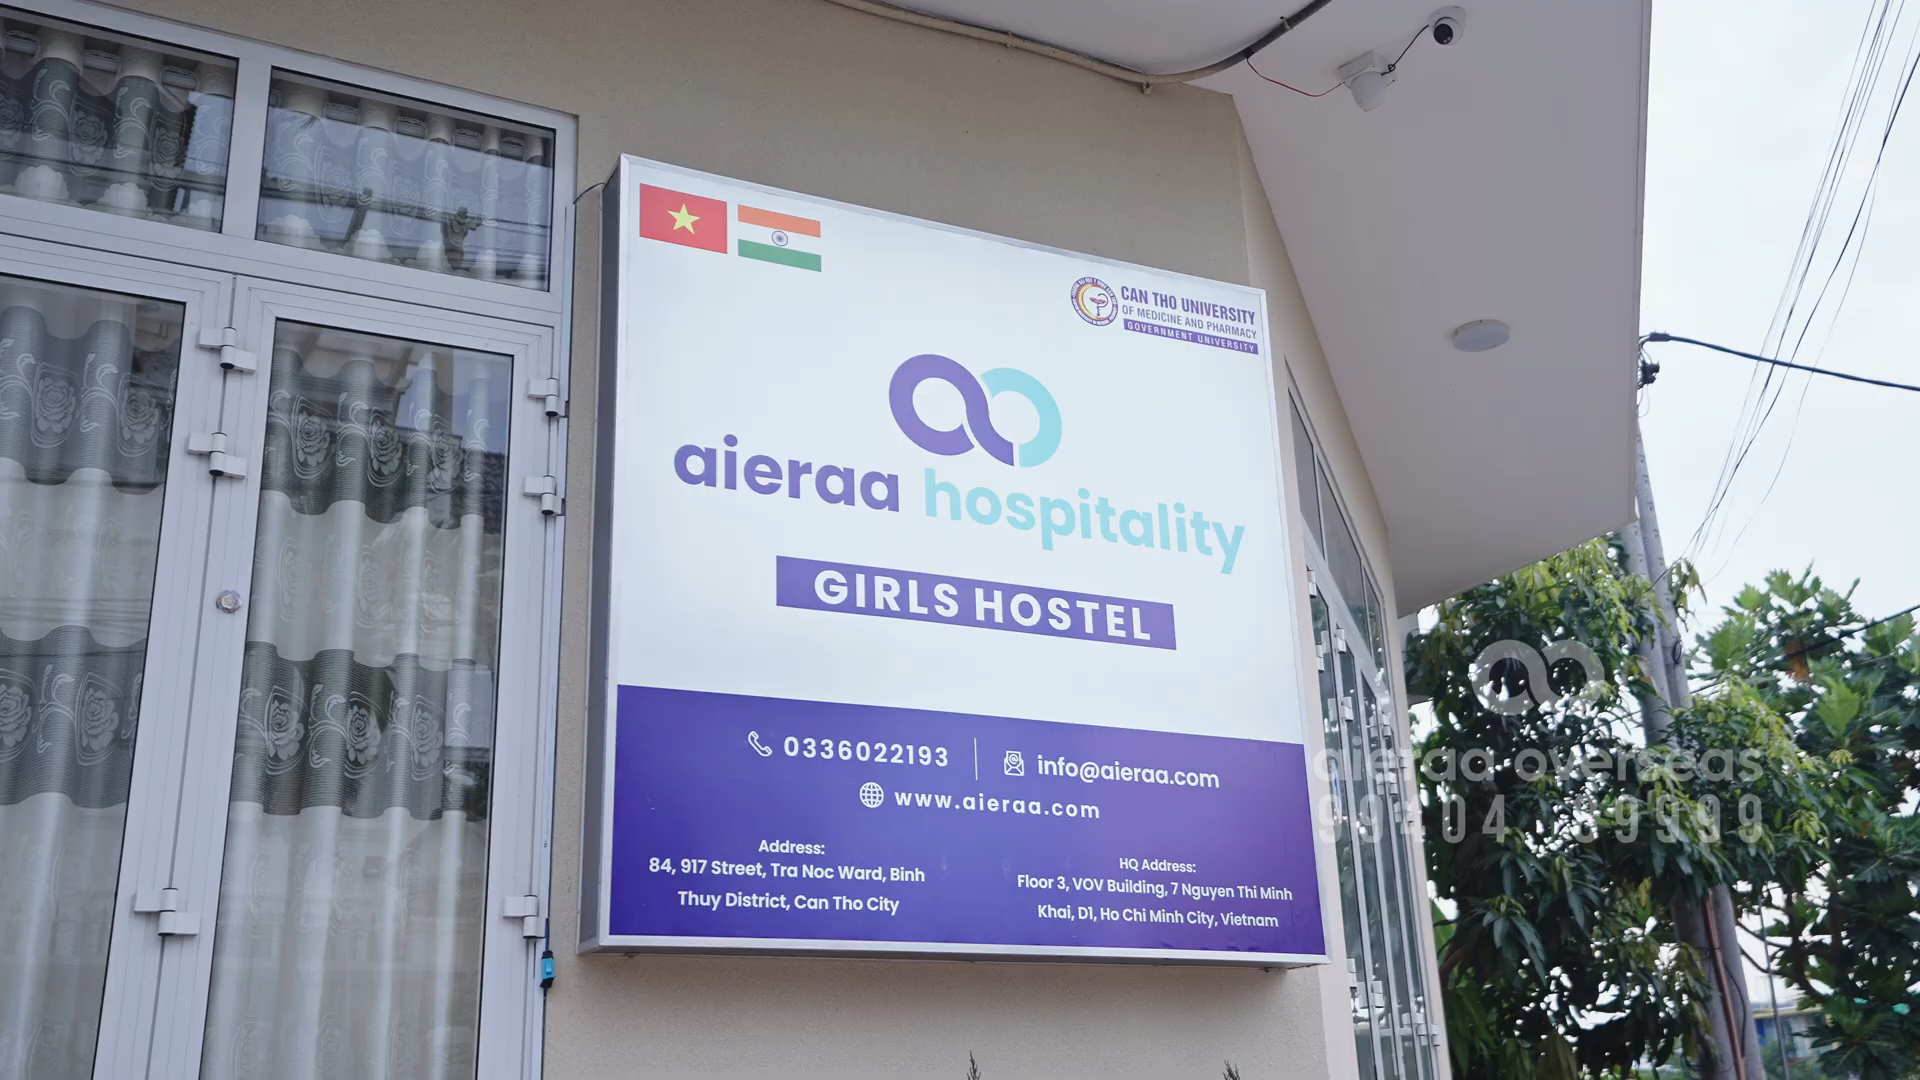 CAN THO UNIVERSITY
OF MEDICINE AND PHARMACY
GOVERNMENT UNIVERSITY
aieraa hospitality
GIRLS HOSTEL
0336022193 info@aieraa.com
www.aieraa.com
Address:
84, 917 Street, Tra Noc Ward, Binh
Thuy District, Can Tho City
HQ Address:
Floor 3, VOV Building, 7 Nguyen Thi Minh
Khai, D1, Ho Chi Minh City, Vietnam
aieraa overseas